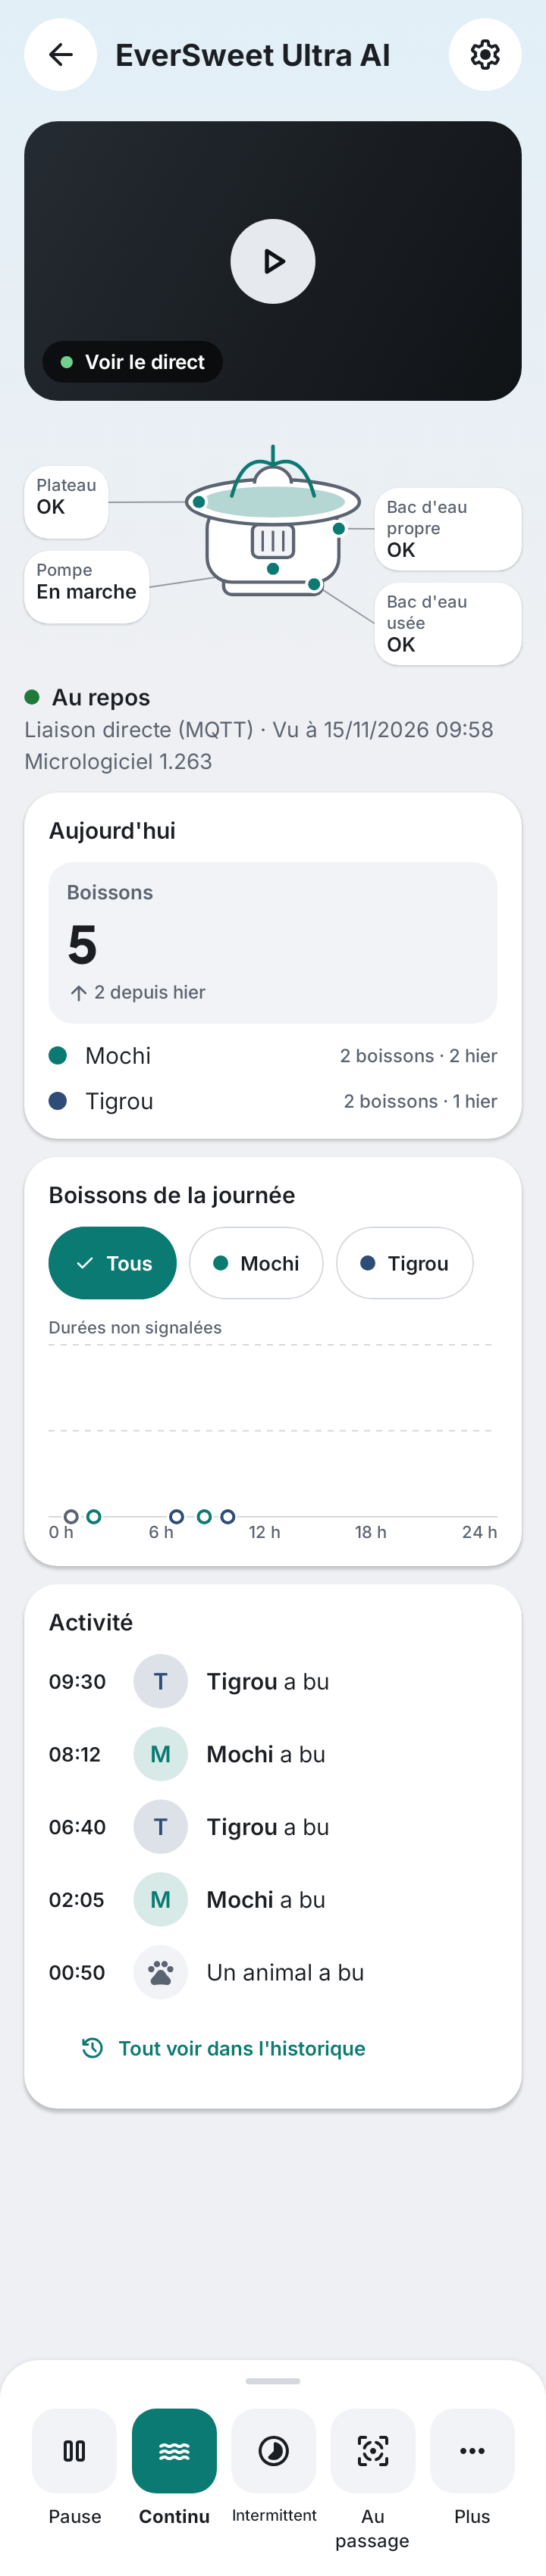 EverSweet Ultra AI
Voir le direct
Plateau
OK
Bac d'eau
propre
OK
Pompe
En marche
Bac d'eau
usée
OK
Au repos
Liaison directe (MQTT) · Vu à 15/11/2026 09:58
Micrologiciel 1.263
Aujourd'hui
Boissons
5
↑ 2 depuis hier
Mochi 2 boissons · 2 hier
Tigrou 2 boissons · 1 hier
Boissons de la journée
Tous Mochi Tigrou
Durées non signalées
0 h 6 h 12 h 18 h 24 h
Activité
09:30 T Tigrou a bu
08:12 M Mochi a bu
06:40 T Tigrou a bu
02:05 M Mochi a bu
00:50 Un animal a bu
Tout voir dans l'historique
Pause Continu Intermittent Au passage Plus